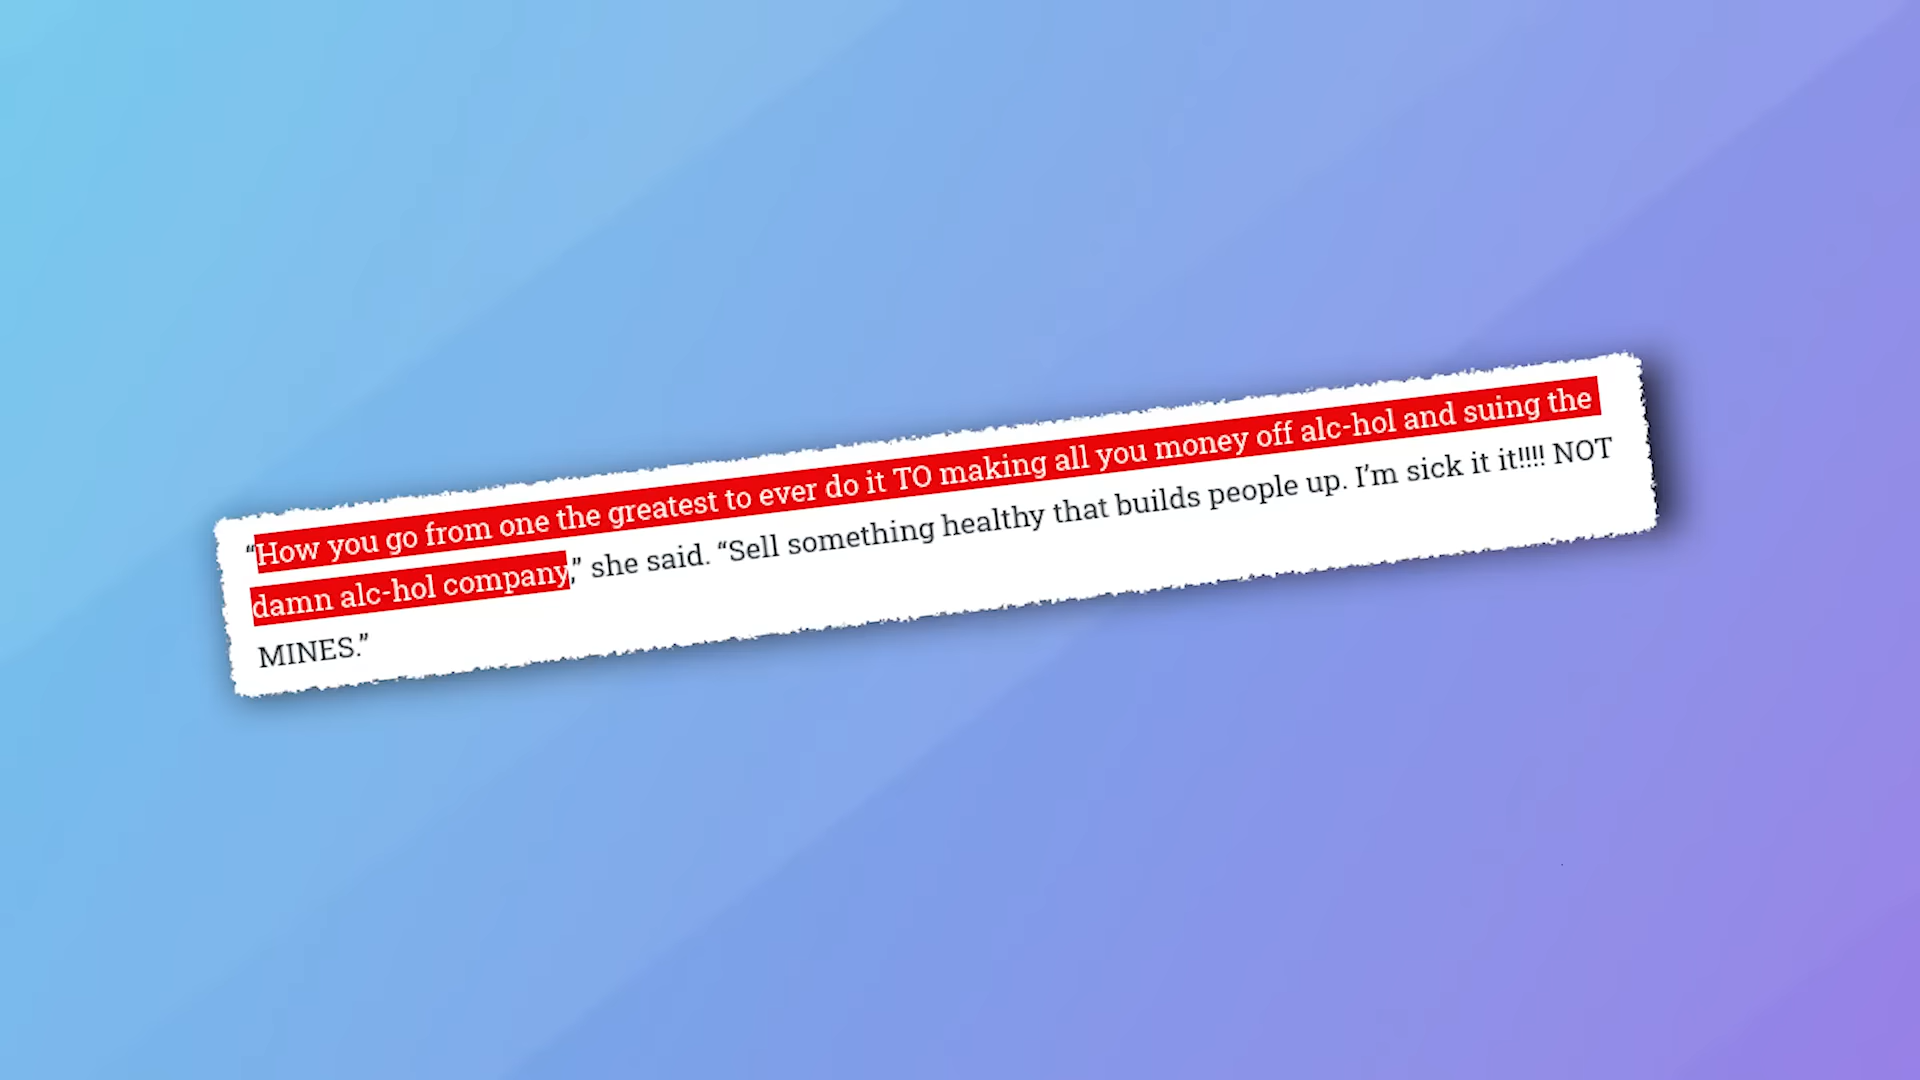 “How you go from one the greatest to ever do it TO making all you money off alc-hol and suing the
damn alc-hol company,” she said. “Sell something healthy that builds people up. I’m sick it it!!!! NOT
MINES.”